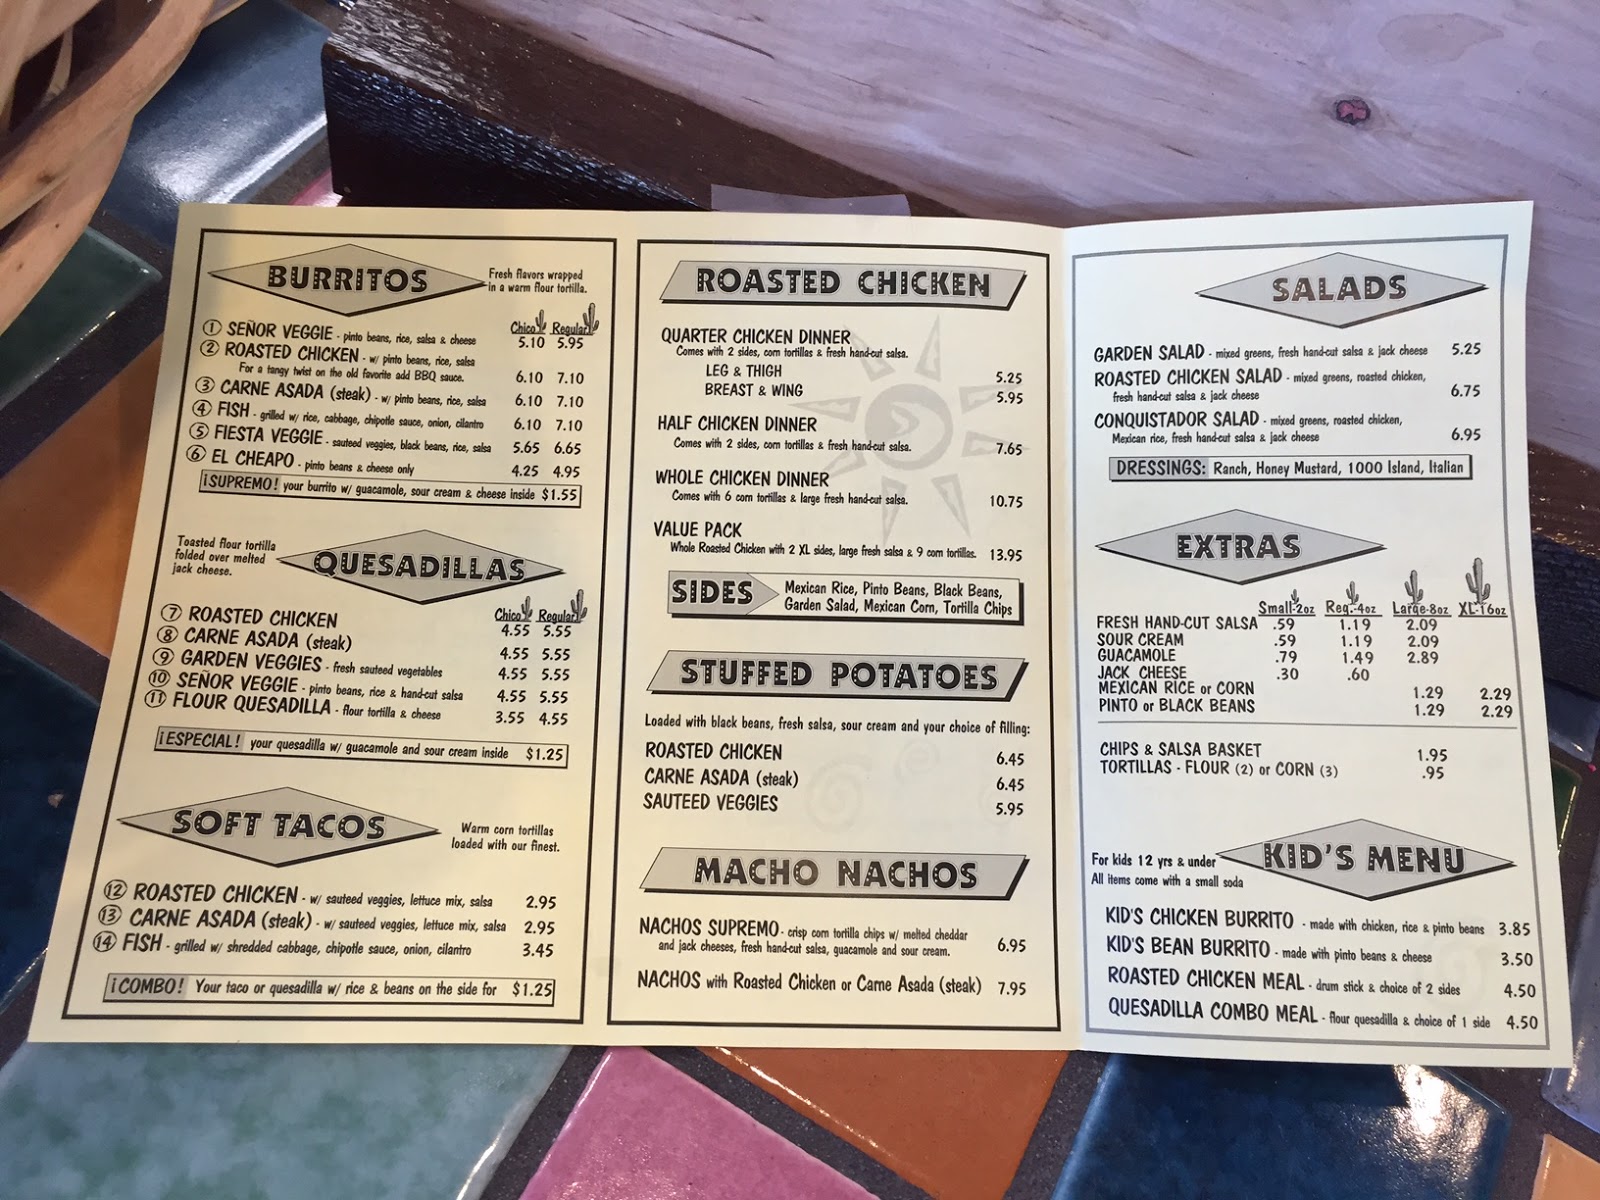 BURRITOS
Fresh flavors wrapped
in a warm flour tortilla.
Chico Regular
① SEÑOR VEGGIE - pinto beans, rice, salsa & cheese 5.10 5.95
② ROASTED CHICKEN - w/ pinto beans, rice, salsa
For a tangy twist on the old favorite add BBQ sauce. 6.10 7.10
③ CARNE ASADA (steak) - w/ pinto beans, rice, salsa 6.10 7.10
④ FISH - grilled w/ rice, cabbage, chipotle sauce, onion, cilantro 6.10 7.10
⑤ FIESTA VEGGIE - sauteed veggies, black beans, rice, salsa 5.65 6.65
⑥ EL CHEAPO - pinto beans & cheese only 4.25 4.95
¡SUPREMO! your burrito w/ guacamole, sour cream & cheese inside $1.55
Toasted flour tortilla
folded over melted
jack cheese.
QUESADILLAS
Chico Regular
⑦ ROASTED CHICKEN 4.55 5.55
⑧ CARNE ASADA (steak) 4.55 5.55
⑨ GARDEN VEGGIES - fresh sauteed vegetables 4.55 5.55
⑩ SEÑOR VEGGIE - pinto beans, rice & hand-cut salsa 4.55 5.55
⑪ FLOUR QUESADILLA - flour tortilla & cheese 3.55 4.55
¡ESPECIAL! your quesadilla w/ guacamole and sour cream inside $1.25
SOFT TACOS
Warm corn tortillas
loaded with our finest.
⑫ ROASTED CHICKEN - w/ sauteed veggies, lettuce mix, salsa 2.95
⑬ CARNE ASADA (steak) - w/ sauteed veggies, lettuce mix, salsa 2.95
⑭ FISH - grilled w/ shredded cabbage, chipotle sauce, onion, cilantro 3.45
¡COMBO! Your taco or quesadilla w/ rice & beans on the side for $1.25
ROASTED CHICKEN
QUARTER CHICKEN DINNER
Comes with 2 sides, corn tortillas & fresh hand-cut salsa.
LEG & THIGH 5.25
BREAST & WING 5.95
HALF CHICKEN DINNER
Comes with 2 sides, corn tortillas & fresh hand-cut salsa. 7.65
WHOLE CHICKEN DINNER
Comes with 6 corn tortillas & large fresh hand-cut salsa. 10.75
VALUE PACK
Whole Roasted Chicken with 2 XL sides, large fresh salsa & 9 corn tortillas. 13.95
SIDES Mexican Rice, Pinto Beans, Black Beans,
Garden Salad, Mexican Corn, Tortilla Chips
STUFFED POTATOES
Loaded with black beans, fresh salsa, sour cream and your choice of filling:
ROASTED CHICKEN 6.45
CARNE ASADA (steak) 6.45
SAUTEED VEGGIES 5.95
MACHO NACHOS
NACHOS SUPREMO - crisp corn tortilla chips w/ melted cheddar
and jack cheeses, fresh hand-cut salsa, guacamole and sour cream. 6.95
NACHOS with Roasted Chicken or Carne Asada (steak) 7.95
SALADS
GARDEN SALAD - mixed greens, fresh hand-cut salsa & jack cheese 5.25
ROASTED CHICKEN SALAD - mixed greens, roasted chicken,
fresh hand-cut salsa & jack cheese 6.75
CONQUISTADOR SALAD - mixed greens, roasted chicken,
Mexican rice, fresh hand-cut salsa & jack cheese 6.95
DRESSINGS: Ranch, Honey Mustard, 1000 Island, Italian
EXTRAS
Small-2oz Reg.-4oz Large-8oz XL-16oz
FRESH HAND-CUT SALSA .59 1.19 2.09
SOUR CREAM .59 1.19 2.09
GUACAMOLE .79 1.49 2.89
JACK CHEESE .30 .60
MEXICAN RICE or CORN 1.29 2.29
PINTO or BLACK BEANS 1.29 2.29
CHIPS & SALSA BASKET 1.95
TORTILLAS - FLOUR (2) or CORN (3) .95
For kids 12 yrs & under
All items come with a small soda
KID'S MENU
KID'S CHICKEN BURRITO - made with chicken, rice & pinto beans 3.85
KID'S BEAN BURRITO - made with pinto beans & cheese 3.50
ROASTED CHICKEN MEAL - drum stick & choice of 2 sides 4.50
QUESADILLA COMBO MEAL - flour quesadilla & choice of 1 side 4.50